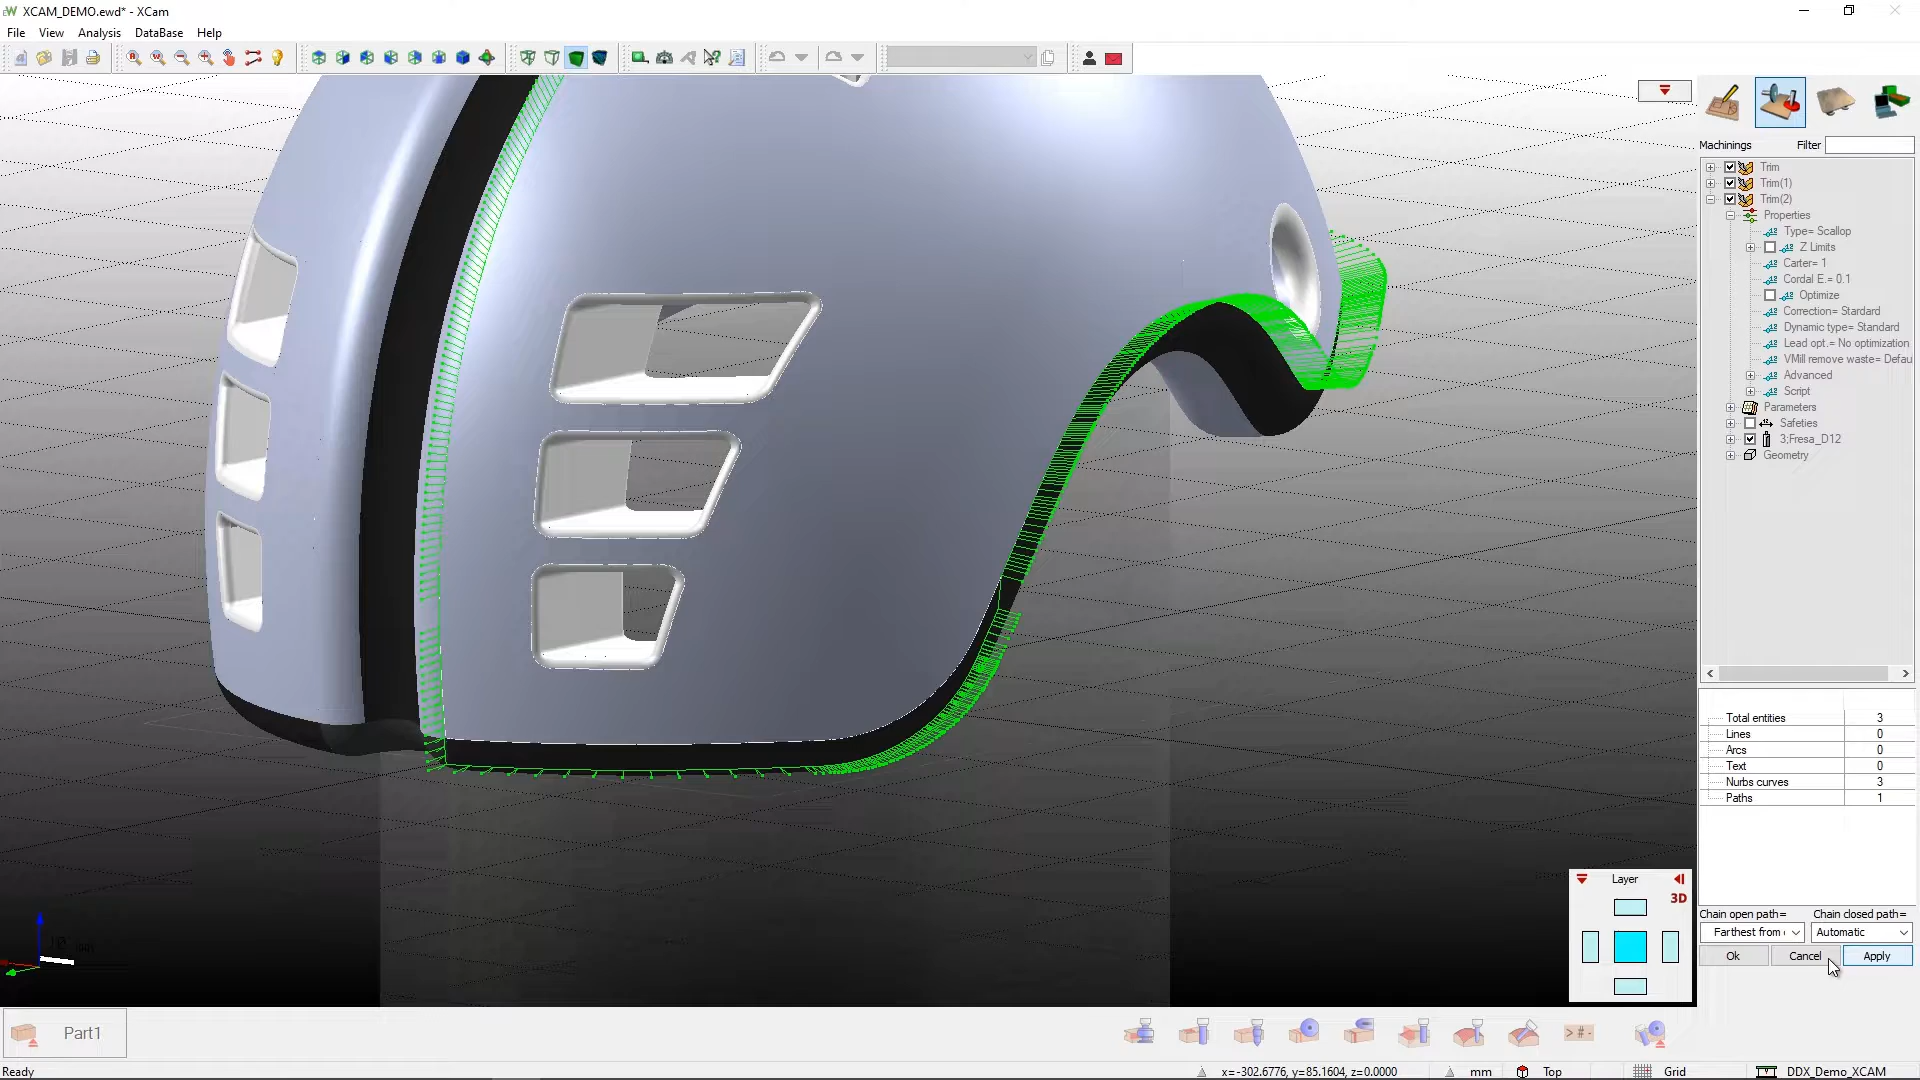 XCAM_DEMO.ewd* - XCam
File View Analysis DataBase Help
Machinings Filter
Trim
Trim(1)
Trim(2)
Properties
Type= Scallop
Z Limits
Carter= 1
Cordal E.= 0.1
Optimize
Correction= Stardard
Dynamic type= Standard
Lead opt.= No optimization
VMill remove waste= Defau
Advanced
Script
Parameters
Safeties
3;Fresa_D12
Geometry
Total entities 3
Lines 0
Arcs 0
Text 0
Nurbs curves 3
Paths 1
Layer
3D
Chain open path= Chain closed path=
Farthest from Automatic
Ok Cancel Apply
Part1
> # -
Ready x=-302.6776, y=85.1604, z=0.0000 mm Top Grid DDX_Demo_XCAM